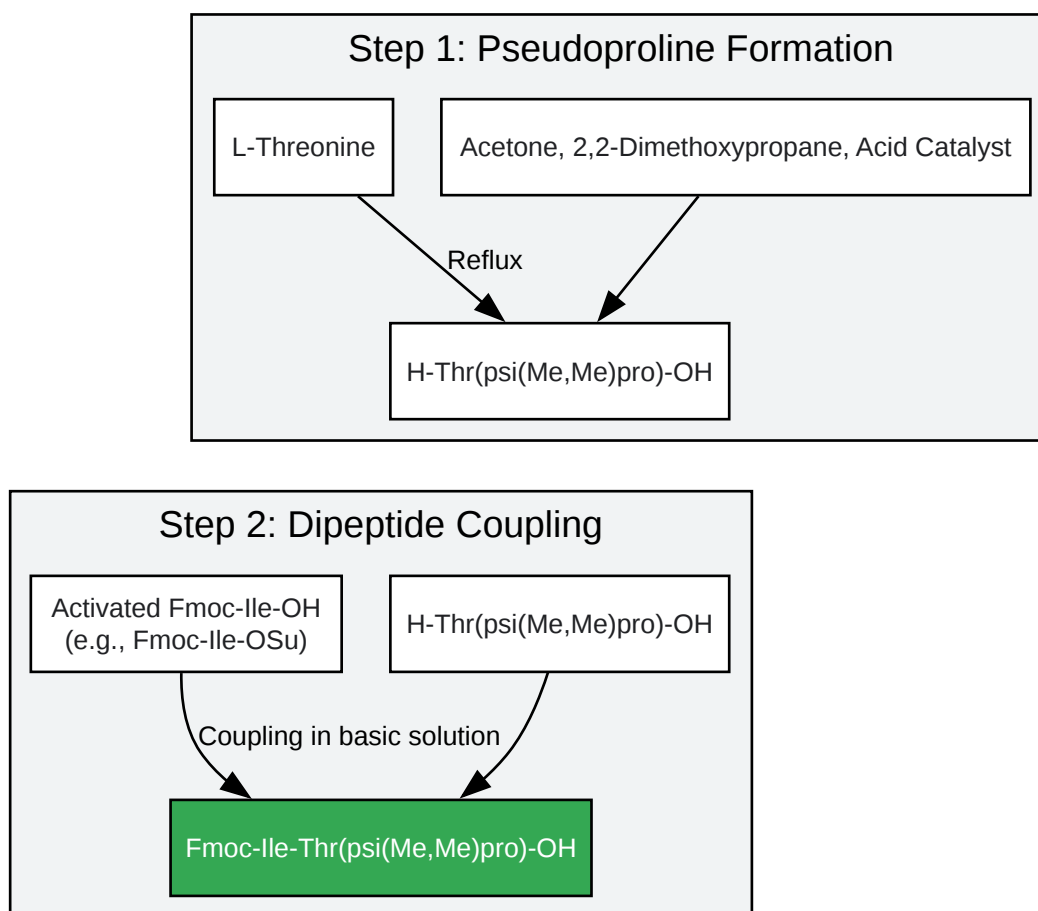 Step 1: Pseudoproline Formation
L-Threonine
Acetone, 2,2-Dimethoxypropane, Acid Catalyst
Reflux
H-Thr(psi(Me,Me)pro)-OH
Step 2: Dipeptide Coupling
Activated Fmoc-Ile-OH
(e.g., Fmoc-Ile-OSu)
H-Thr(psi(Me,Me)pro)-OH
Coupling in basic solution
Fmoc-Ile-Thr(psi(Me,Me)pro)-OH